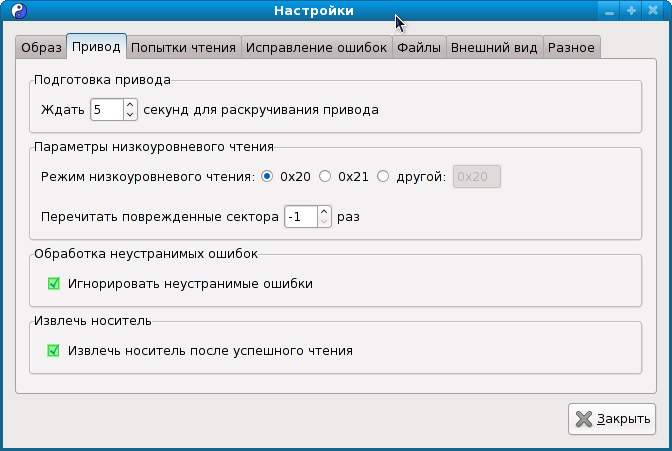 Настройки
Образ Привод Попытки чтения Исправление ошибок Файлы Внешний вид Разное
Подготовка привода
Ждать 5 секунд для раскручивания привода
Параметры низкоуровневого чтения
Режим низкоуровневого чтения: 0x20 0x21 другой: 0x20
Перечитать поврежденные сектора -1 раз
Обработка неустранимых ошибок
Игнорировать неустранимые ошибки
Извлечь носитель
Извлечь носитель после успешного чтения
Закрыть